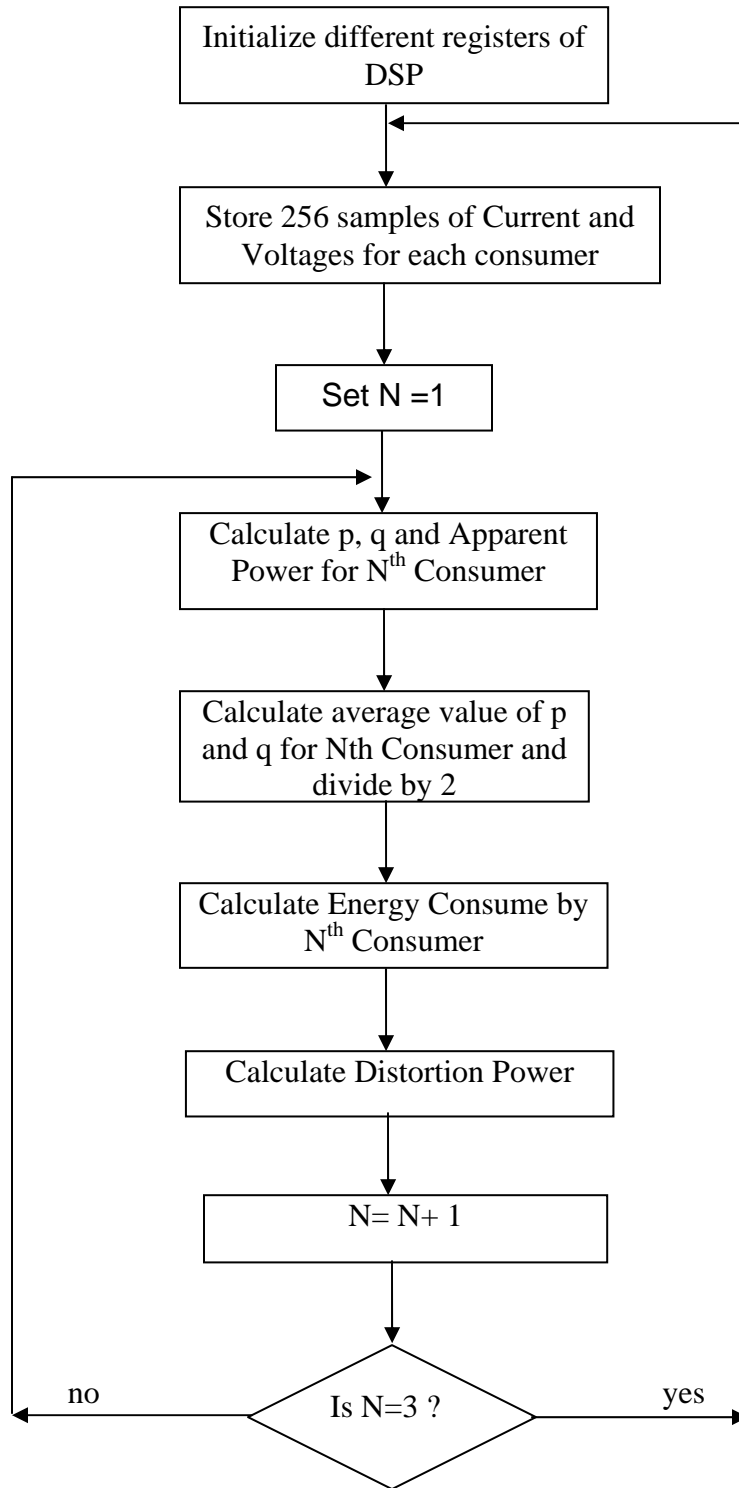 Initialize different registers of
DSP
Store 256 samples of Current and
Voltages for each consumer
Set N =1
Calculate p, q and Apparent
Power for Nth Consumer
Calculate average value of p
and q for Nth Consumer and
divide by 2
Calculate Energy Consume by
Nth Consumer
Calculate Distortion Power
N= N+ 1
no
Is N=3 ?
yes